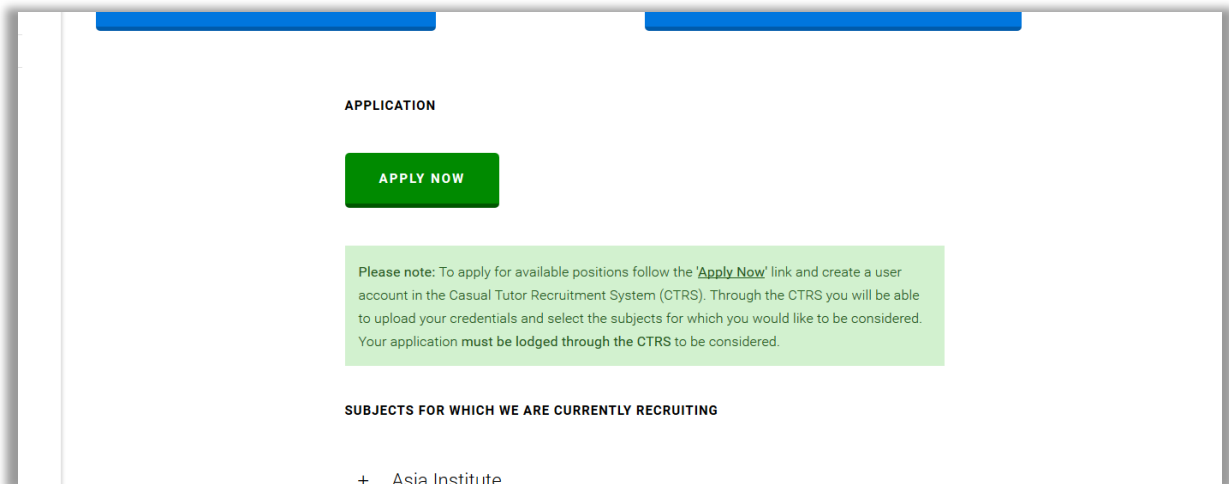 APPLICATION
APPLY NOW
Please note: To apply for available positions follow the 'Apply Now' link and create a user
account in the Casual Tutor Recruitment System (CTRS). Through the CTRS you will be able
to upload your credentials and select the subjects for which you would like to be considered.
Your application must be lodged through the CTRS to be considered.
SUBJECTS FOR WHICH WE ARE CURRENTLY RECRUITING
+ Asia Institute